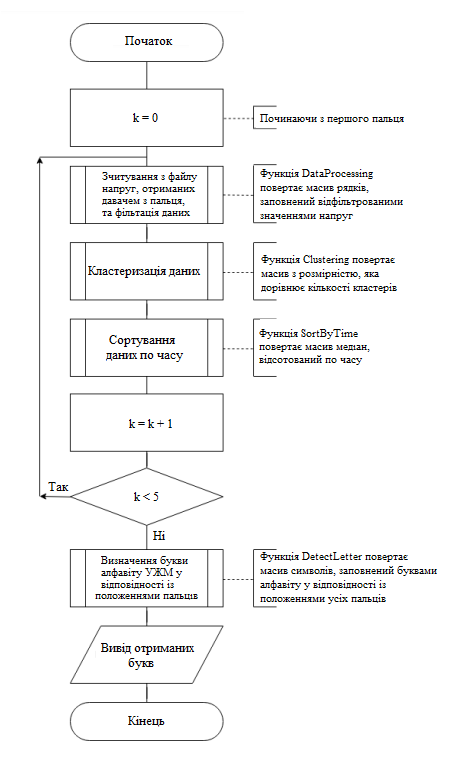 Початок
k = 0
Починаючи з першого пальця
Зчитування з файлу
напруг, отриманих
давачем з пальця,
та фільтація даних
Функція DataProcessing
повертає масив рядків,
заповнений відфільтрованими
значеннями напруг
Кластеризація даних
Функція Clustering повертає
масив з розмірністю, яка
дорівнює кількості кластерів
Сортування
даних по часу
Функція SortByTime
повертає масив медіан,
відсотований по часу
k = k + 1
Так
k < 5
Ні
Визначення букви
алфавіту УЖМ у
відповідності із
положеннями пальців
Функція DetectLetter повертає
масив символів, заповнений буквами
алфавіту у відповідності із
положеннями усіх пальців
Вивід отриманих
букв
Кінець